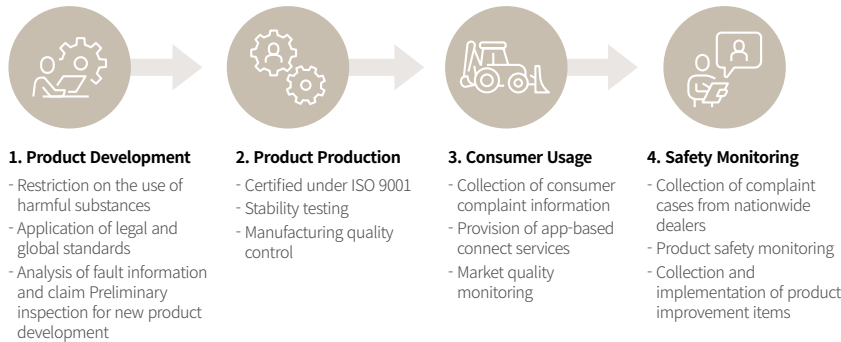 1. Product Development
- Restriction on the use of
harmful substances
- Application of legal and
global standards
- Analysis of fault information
and claim Preliminary
inspection for new product
development
2. Product Production
- Certified under ISO 9001
- Stability testing
- Manufacturing quality
control
3. Consumer Usage
- Collection of consumer
complaint information
- Provision of app-based
connect services
- Market quality
monitoring
4. Safety Monitoring
- Collection of complaint
cases from nationwide
dealers
- Product safety monitoring
- Collection and
implementation of product
improvement items